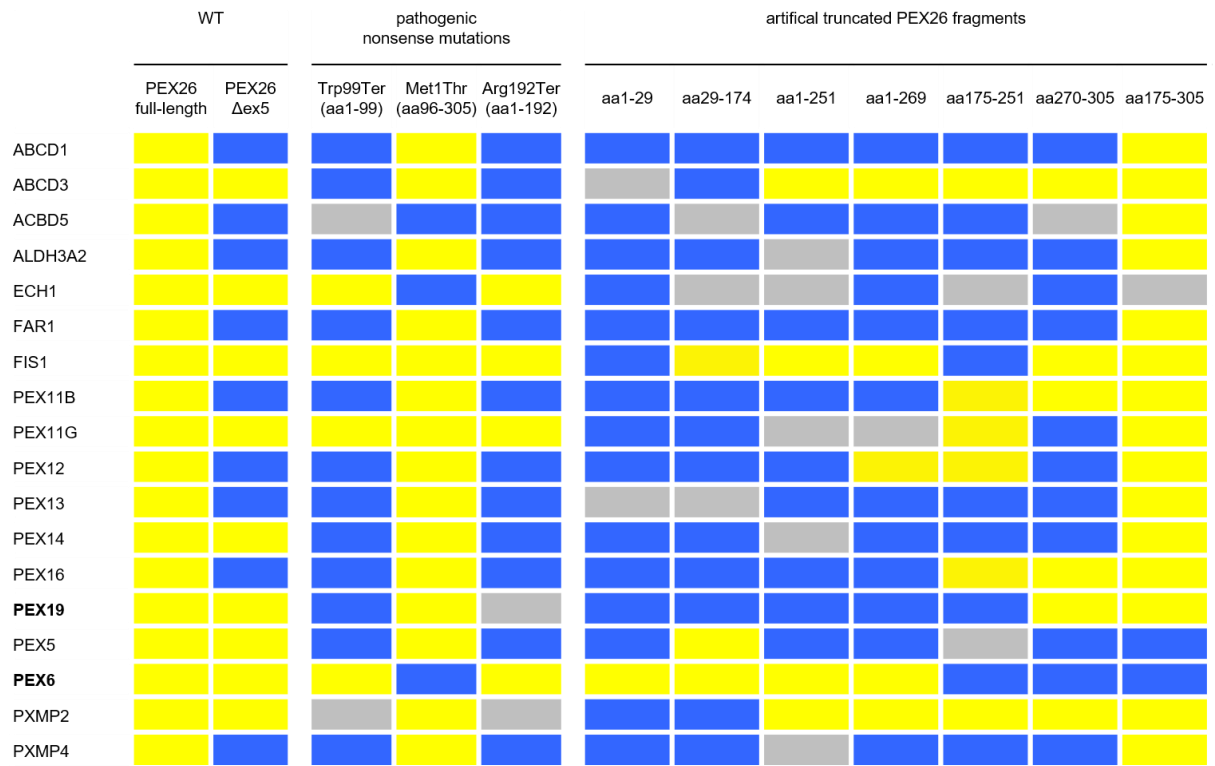 WT
pathogenic
nonsense mutations
artifical truncated PEX26 fragments
PEX26
full-length
PEX26
Δex5
Trp99Ter
(aa1-99)
Met1Thr
(aa96-305)
Arg192Ter
(aa1-192)
aa1-29
aa29-174
aa1-251
aa1-269
aa175-251
aa270-305
aa175-305
ABCD1
ABCD3
ACBD5
ALDH3A2
ECH1
FAR1
FIS1
PEX11B
PEX11G
PEX12
PEX13
PEX14
PEX16
PEX19
PEX5
PEX6
PXMP2
PXMP4